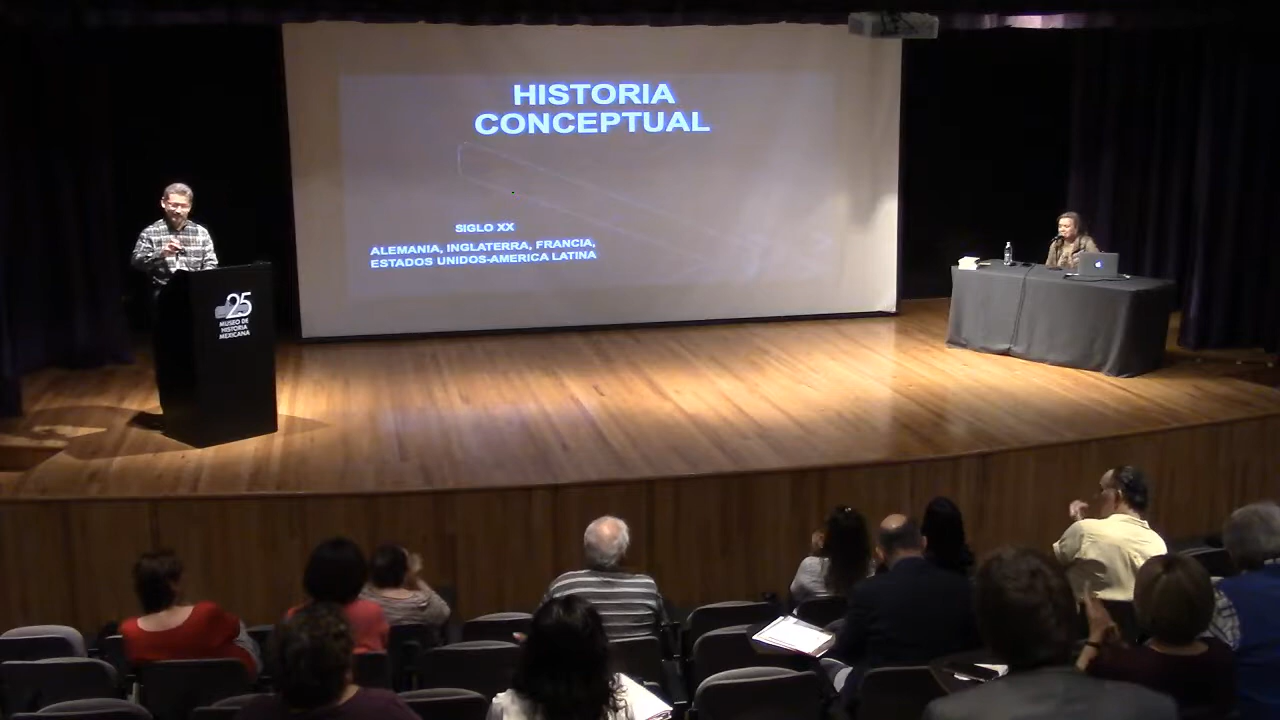 HISTORIA
CONCEPTUAL
SIGLO XX
ALEMANIA, INGLATERRA, FRANCIA,
ESTADOS UNIDOS-AMERICA LATINA
25
MUSEO DE
HISTORIA
MEXICANA